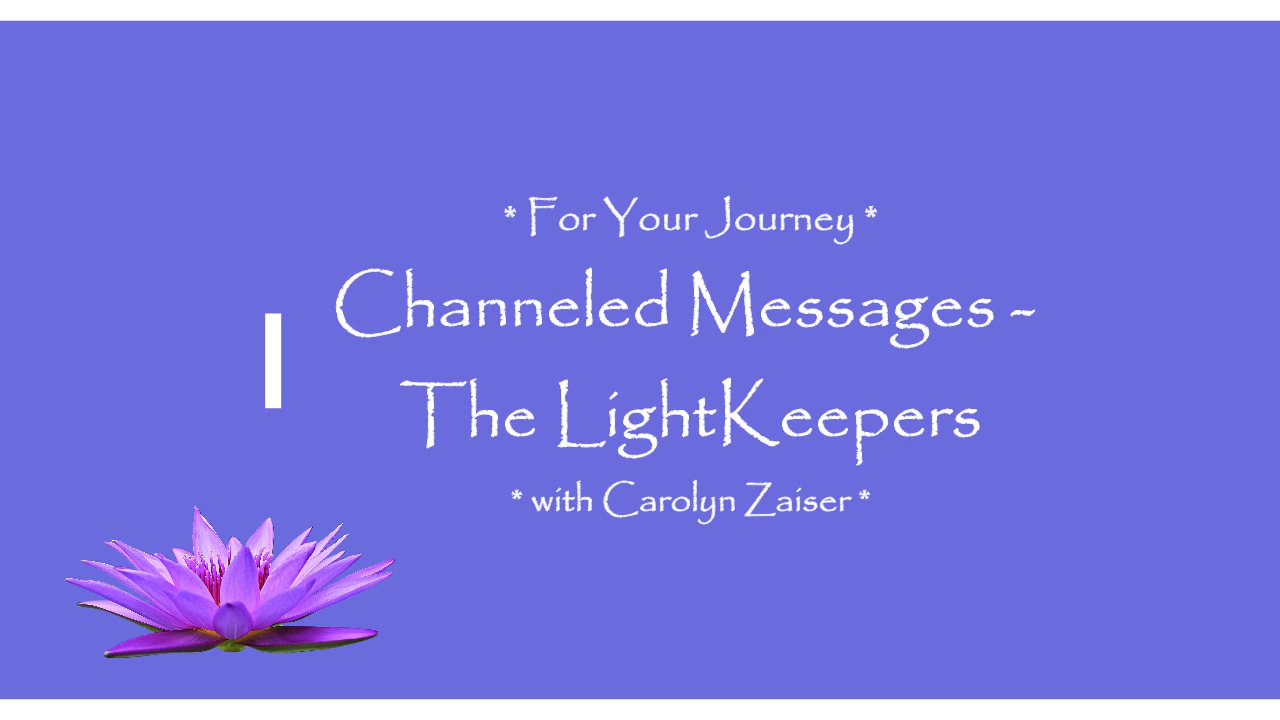 * For Your Journey *
Channeled Messages ~
The LightKeepers
* with Carolyn Zaiser *